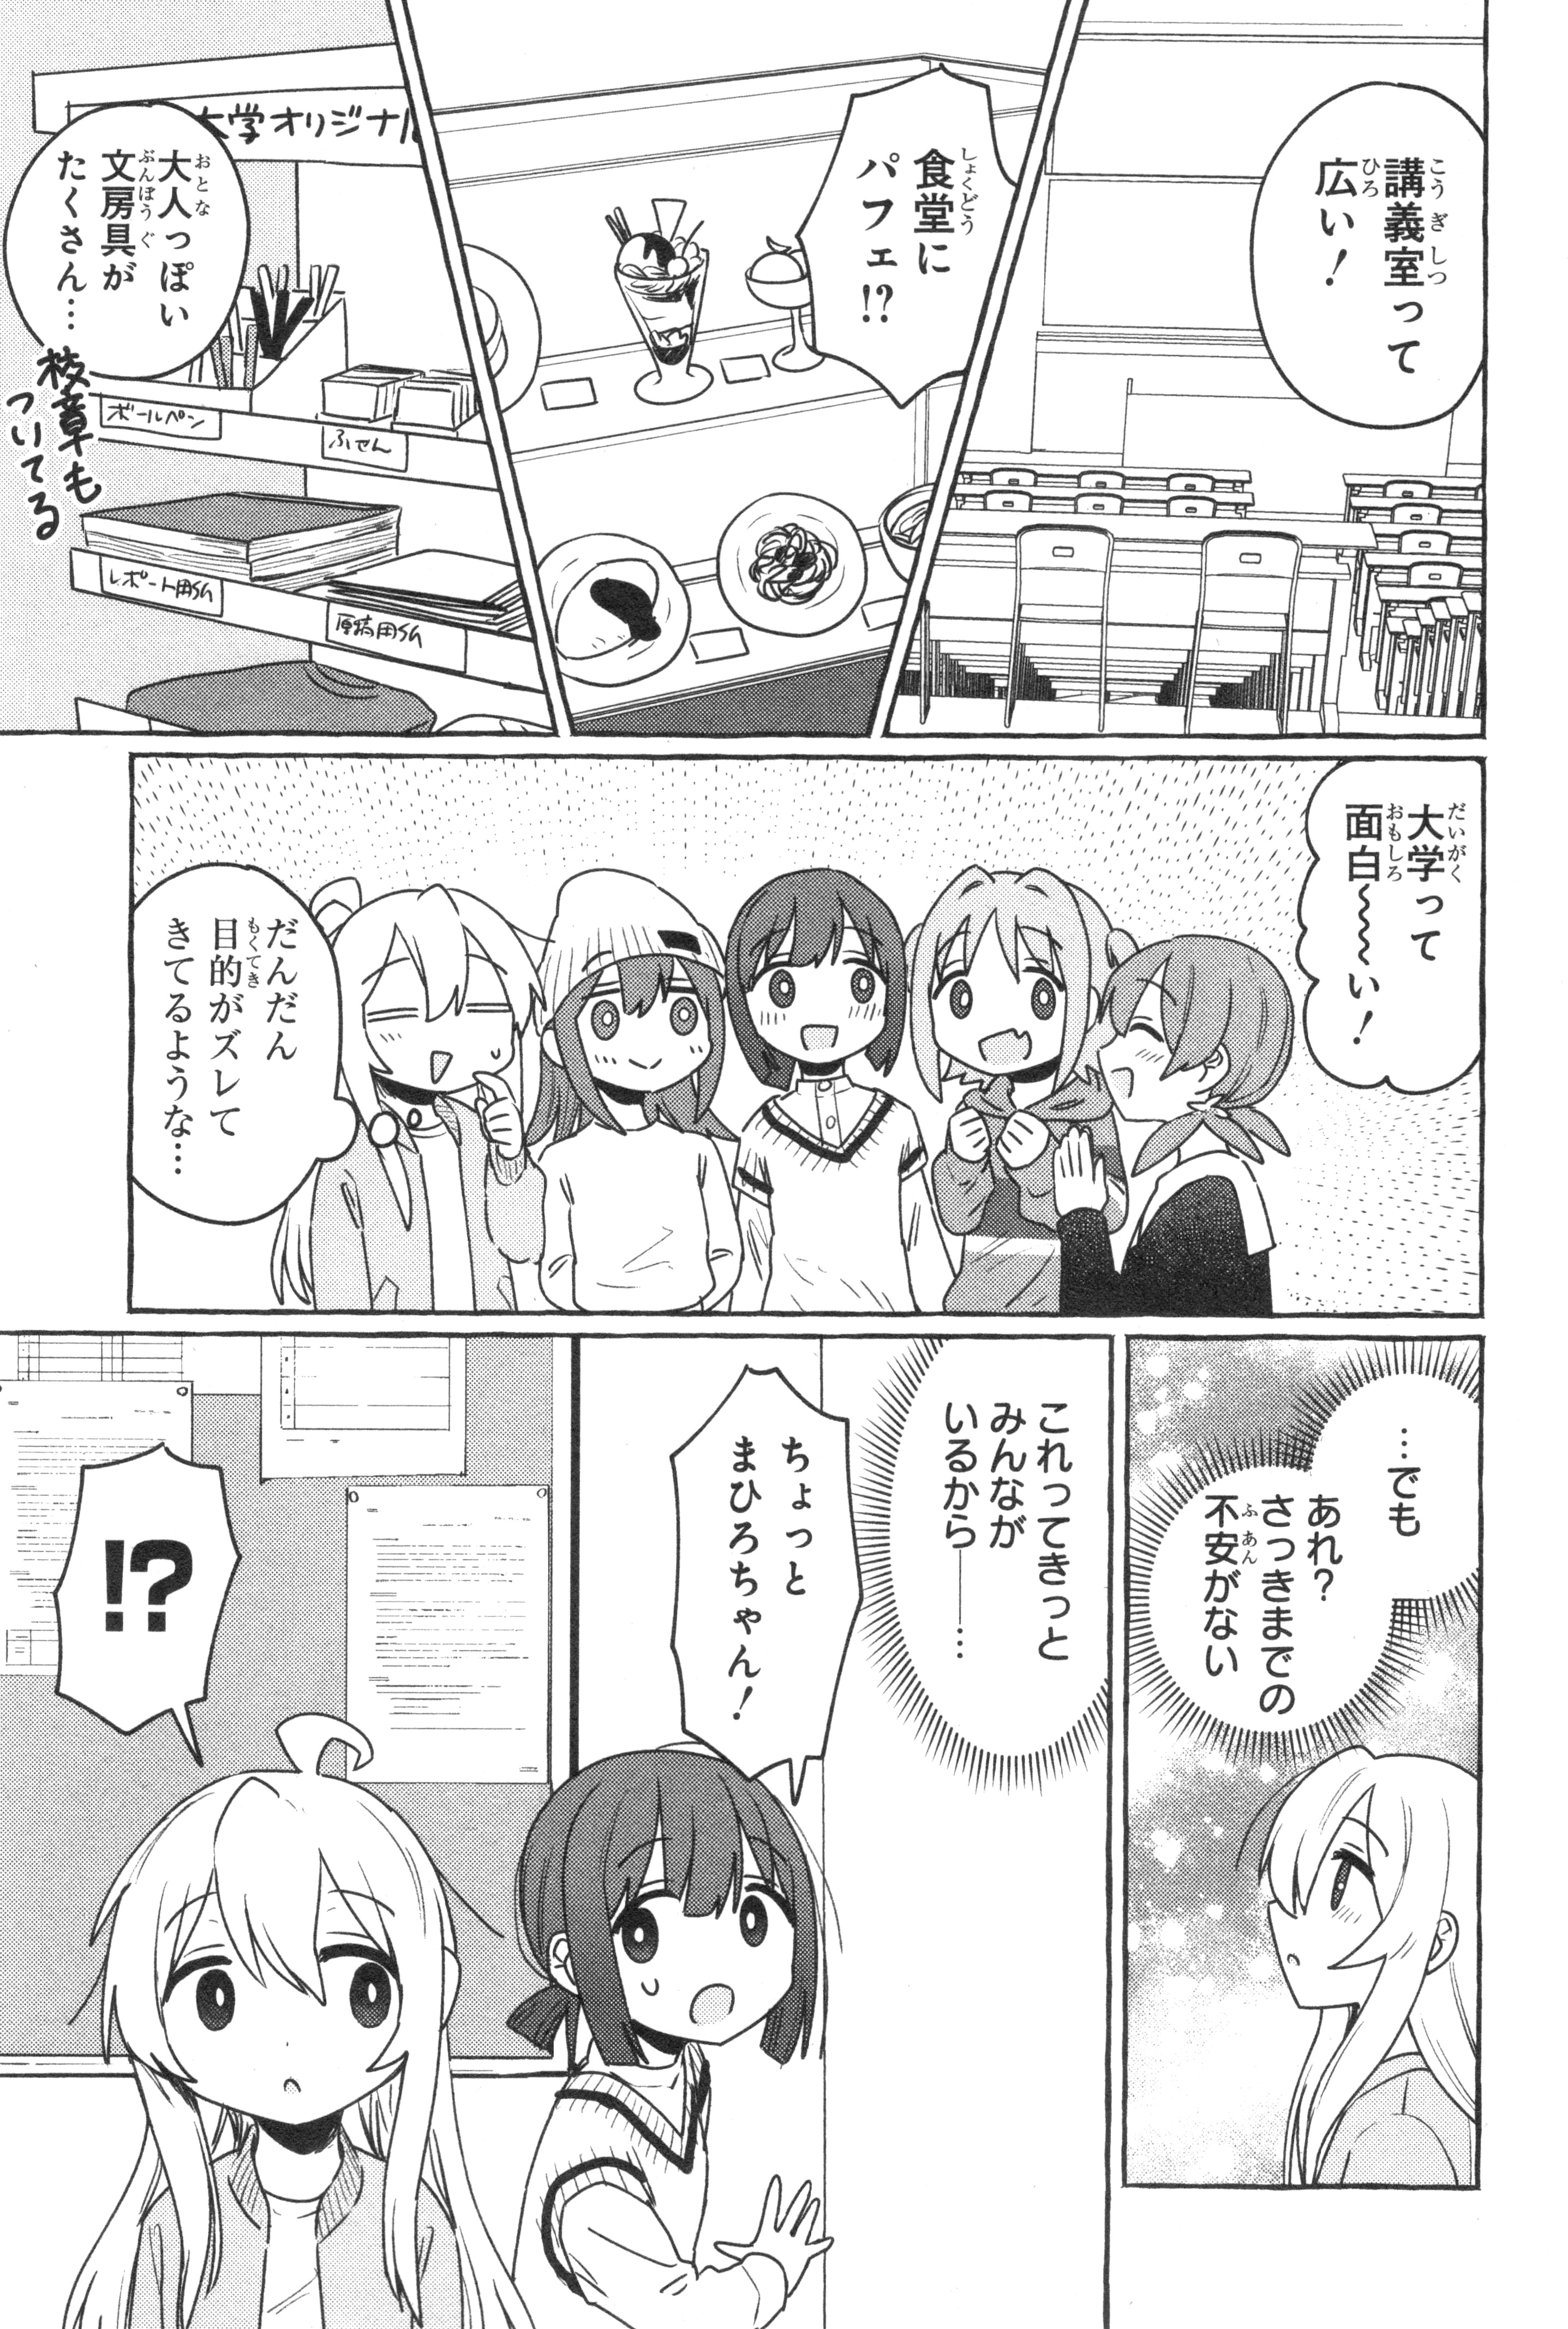 講義室って
広い！
食堂に
パフェ!?
大学オリジナル
大人っぽい
文房具が
たくさん…
校章も
ついてる
ボールペン
ふせん
レポート用紙
原稿用紙
大学って
面白～～～い！
だんだん
目的がズレて
きてるような…
…でも
あれ？
さっきまでの
不安がない
これってきっと
みんなが
いるから――…
ちょっと
まひろちゃん！
!?